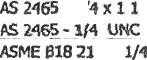 AS 2465 '4 x 1 1
AS 2465 - 1/4 UNC
ASME B18 21 1/4